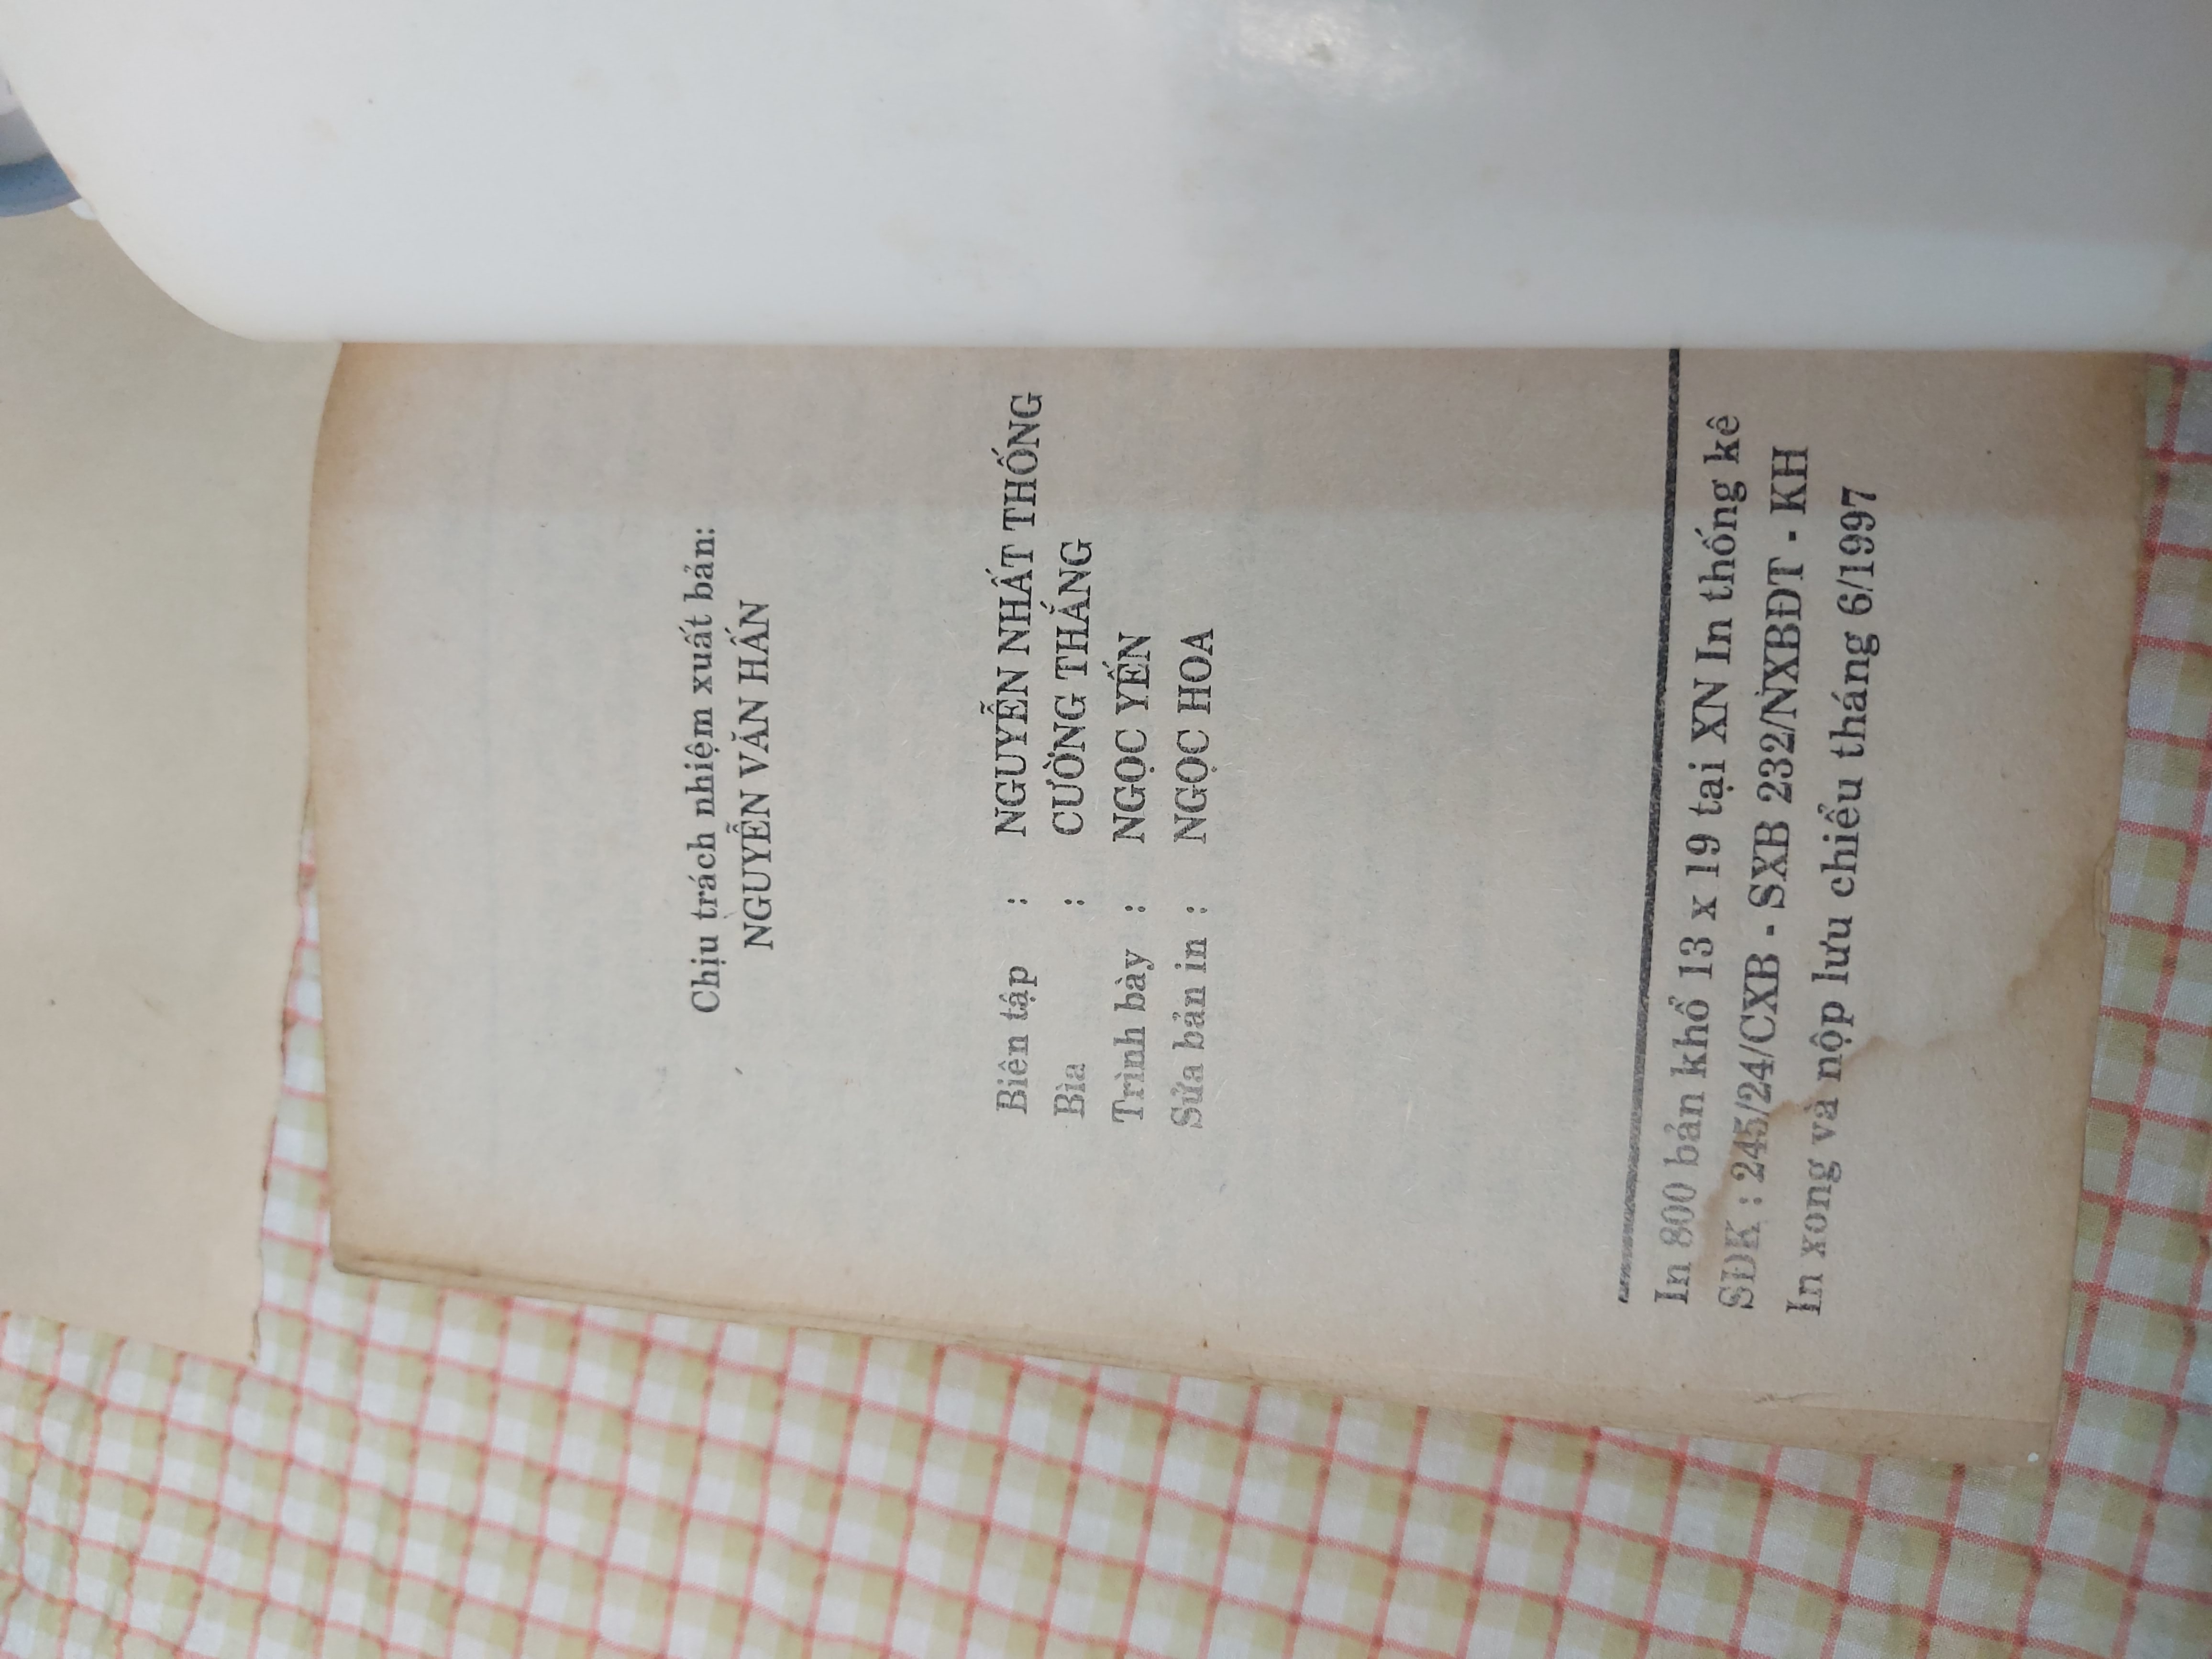 Chịu trách nhiệm xuất bản:
NGUYỄN VĂN HẤN
Biên tập : NGUYỄN NHẤT THỐNG
Bìa : CƯỜNG THẮNG
Trình bày : NGỌC YẾN
Sửa bản in : NGỌC HOA
In 800 bản khổ 13 x 19 tại XN In thống kê
SĐK : 245/24/CXB - SXB 232/NXBĐT - KH
In xong và nộp lưu chiểu tháng 6/1997